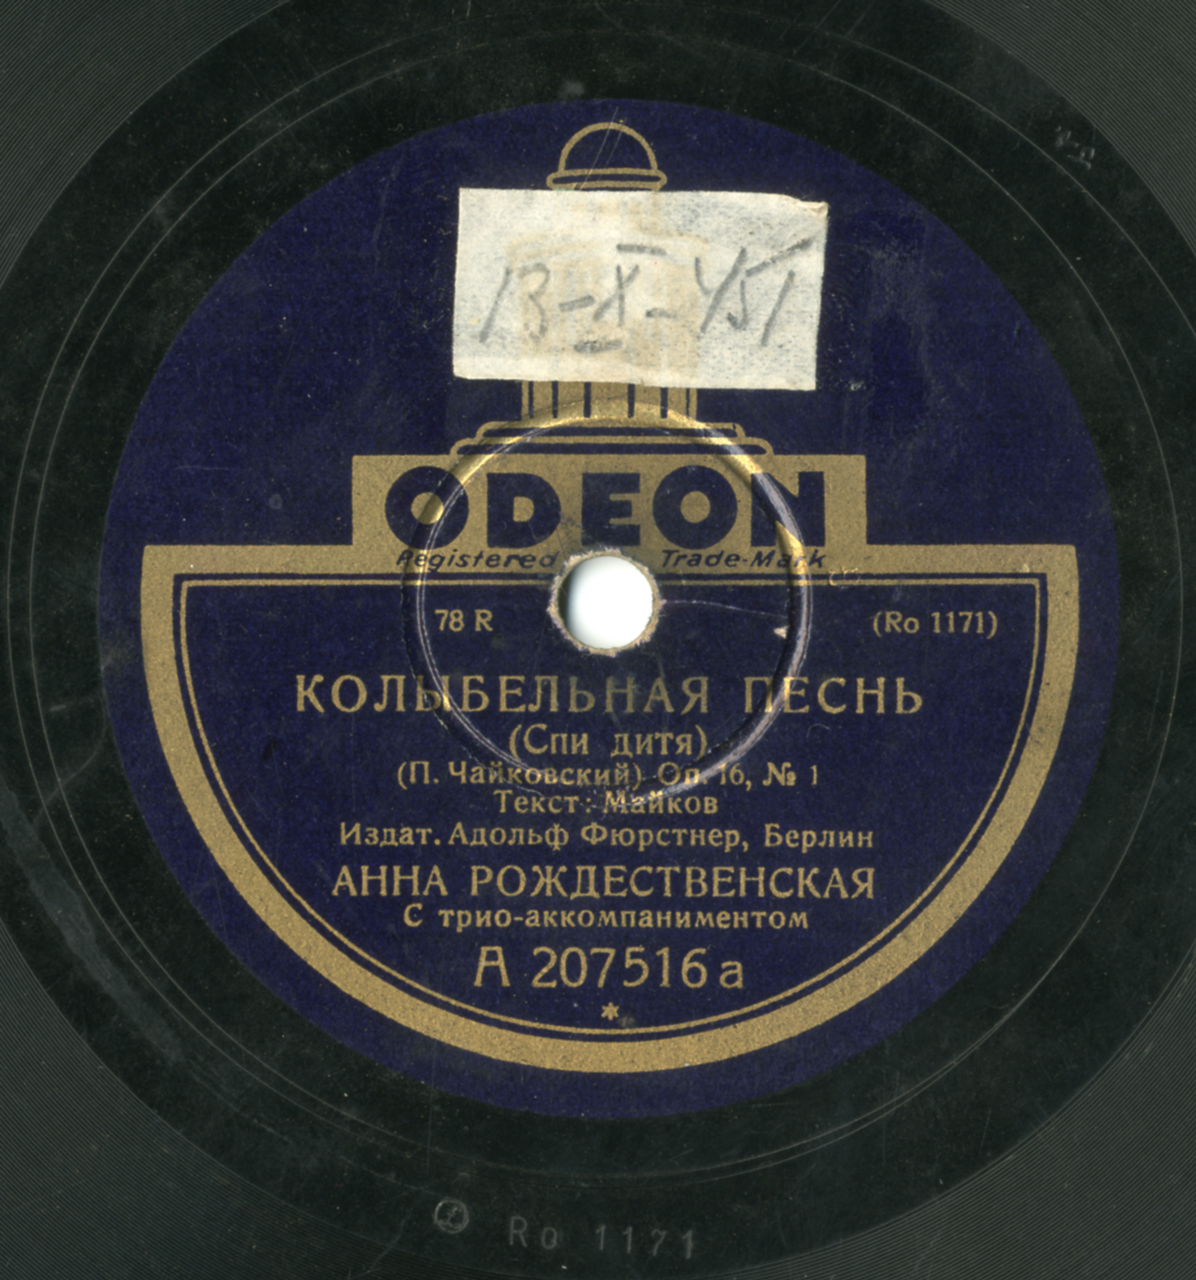 13-X-451
ODEON
Registered Trade-Mark
78 R (Ro 1171)
КОЛЫБЕЛЬНАЯ ПЕСНЬ
(Спи дитя)
(П. Чайковский) Оп. 16, № 1
Текст: Майков
Издат. Адольф Фюрстнер, Берлин
АННА РОЖДЕСТВЕНСКАЯ
С трио-аккомпаниментом
A 207516a
*
Ro 1171